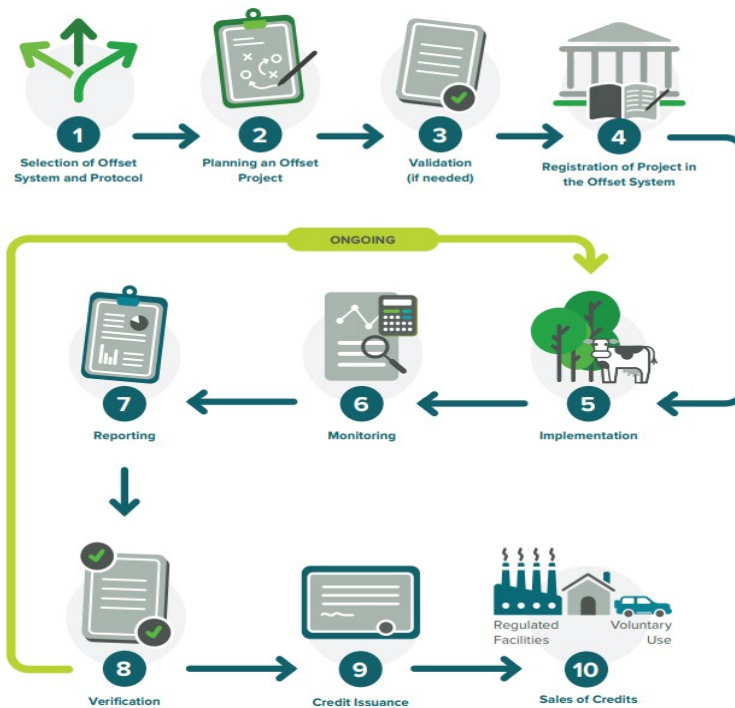 1
2
3
4
Selection of Offset
System and Protocol
Planning an Offset
Project
Validation
(if needed)
Registration of Project in
the Offset System
ONGOING
7
6
5
Reporting
Monitoring
Implementation
Regulated
Facilities
Voluntary
Use
8
9
10
Verification
Credit Issuance
Sales of Credits